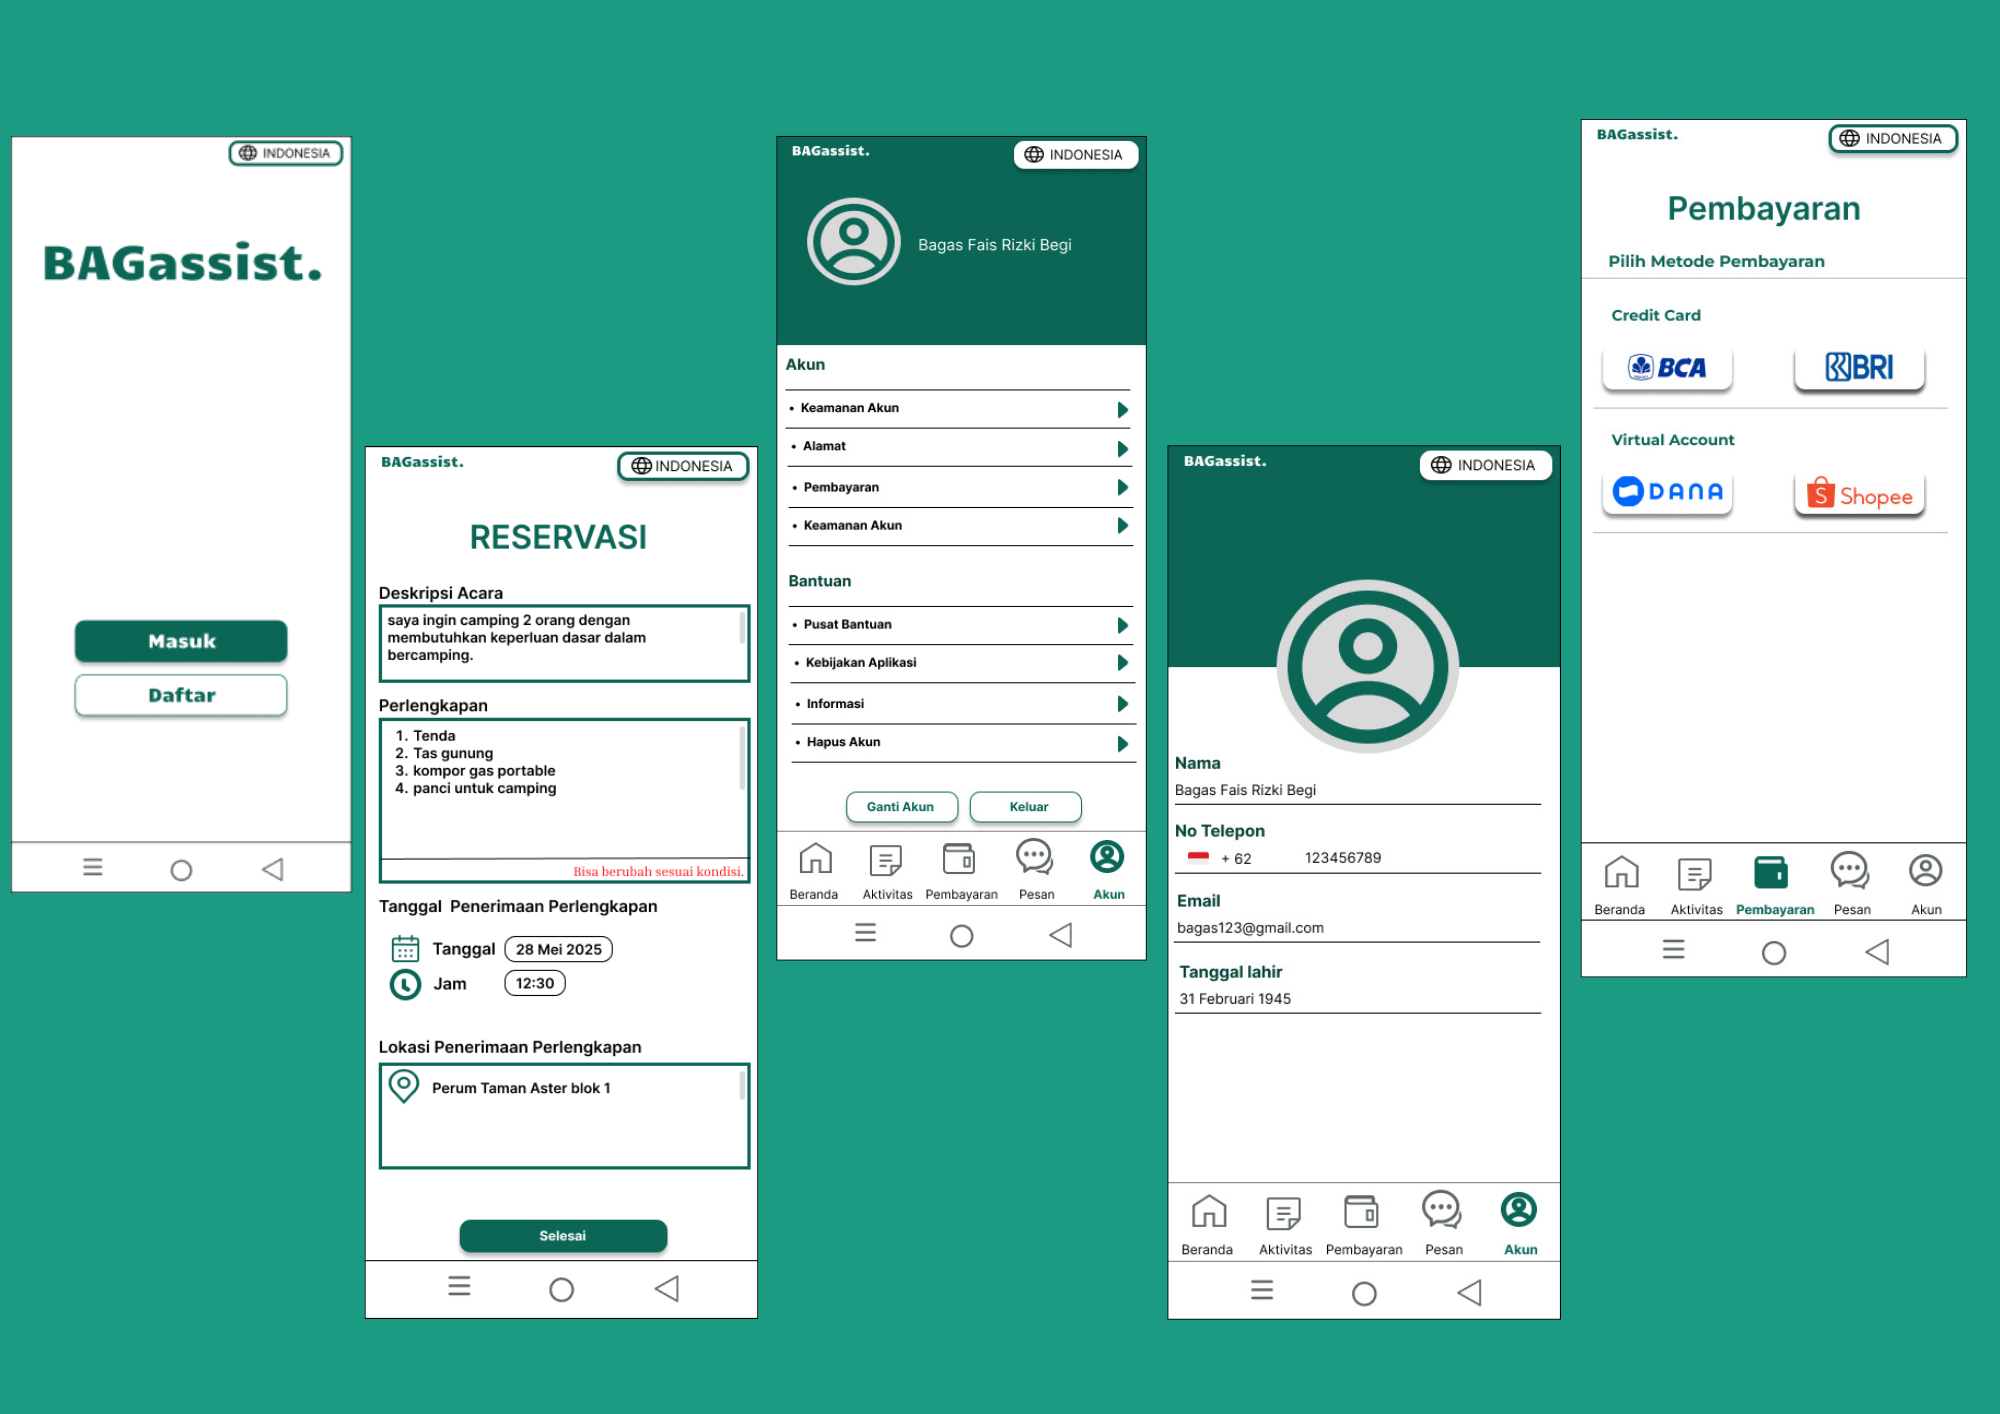 INDONESIA
BAGassist.
Masuk
Daftar
BAGassist.
INDONESIA
RESERVASI
Deskripsi Acara
saya ingin camping 2 orang dengan
membutuhkan keperluan dasar dalam
bercamping.
Perlengkapan
1. Tenda
2. Tas gunung
3. kompor gas portable
4. panci untuk camping
Bisa berubah sesuai kondisi.
Tanggal Penerimaan Perlengkapan
Tanggal 28 Mei 2025
Jam 12:30
Lokasi Penerimaan Perlengkapan
Perum Taman Aster blok 1
Selesai
BAGassist.
INDONESIA
Bagas Fais Rizki Begi
Akun
• Keamanan Akun
• Alamat
• Pembayaran
• Keamanan Akun
Bantuan
• Pusat Bantuan
• Kebijakan Aplikasi
• Informasi
• Hapus Akun
Ganti Akun Keluar
Beranda Aktivitas Pembayaran Pesan Akun
BAGassist.
INDONESIA
Nama
Bagas Fais Rizki Begi
No Telepon
+ 62 123456789
Email
bagas123@gmail.com
Tanggal lahir
31 Februari 1945
Beranda Aktivitas Pembayaran Pesan Akun
BAGassist.
INDONESIA
Pembayaran
Pilih Metode Pembayaran
Credit Card
BCA BRI
Virtual Account
DANA S Shopee
Beranda Aktivitas Pembayaran Pesan Akun